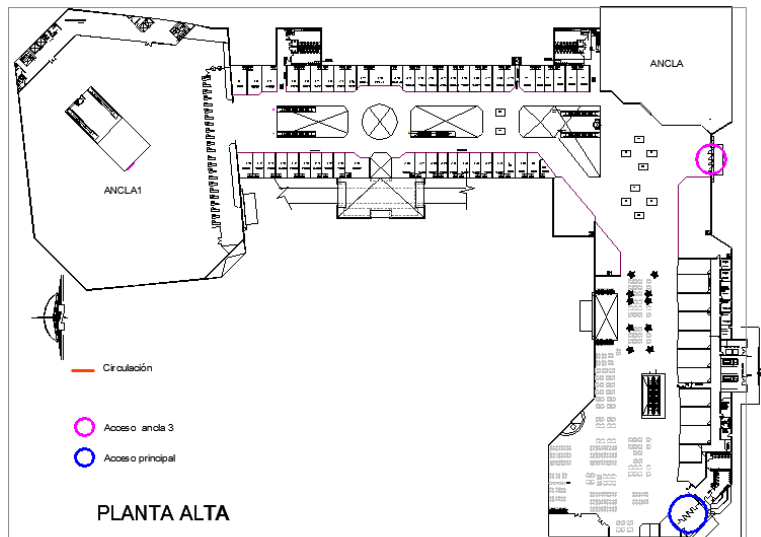 ANCLA
ANCLA1
Circulación
Acceso ancla 3
Acceso principal
PLANTA ALTA